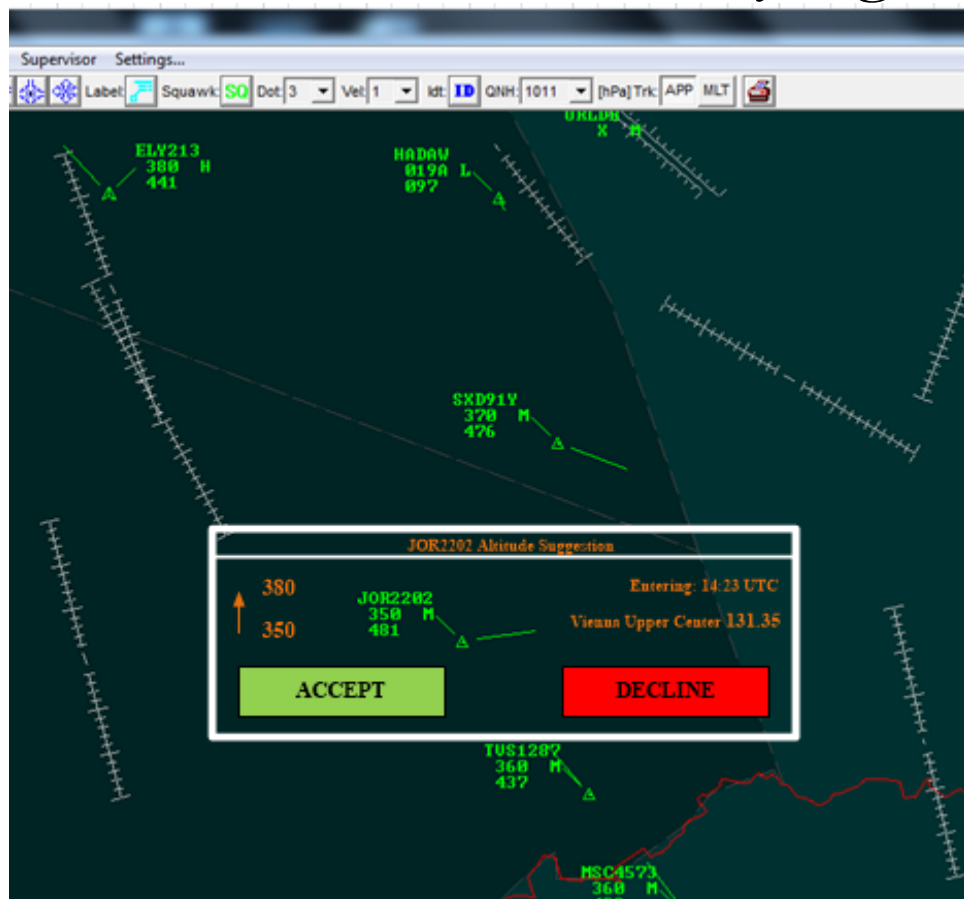 Supervisor Settings...
Label: Squawk: SQ Dot: 3 Vel: 1 Idt: ID QNH: 1011 [hPa] Trk: APP MLT
X M
ELY213
380 H
441
HADAW
019A L
097
SXD91Y
370 M
476
JOR2202 Altitude Suggestion
380
350
JOR2202
350 M
481
Entering: 14:23 UTC
Vienna Upper Center 131.35
ACCEPT
DECLINE
TVS1287
360 M
437
MSC4573
360 M